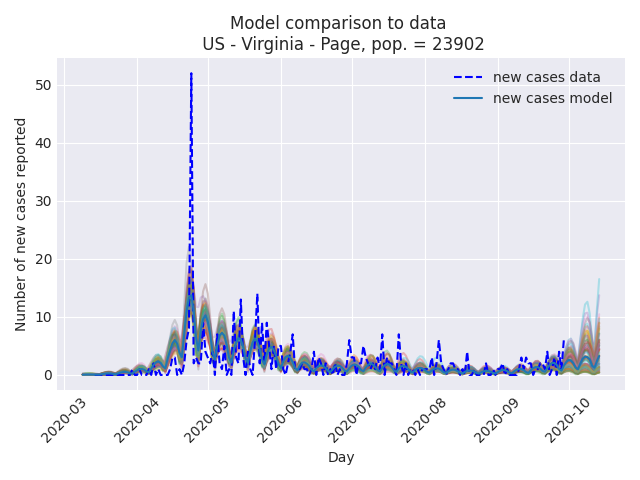 Model comparison to data
US - Virginia - Page, pop. = 23902
new cases data
new cases model
Number of new cases reported
50
40
30
20
10
0
2020-03
2020-04
2020-05
2020-06
2020-07
2020-08
2020-09
2020-10
Day